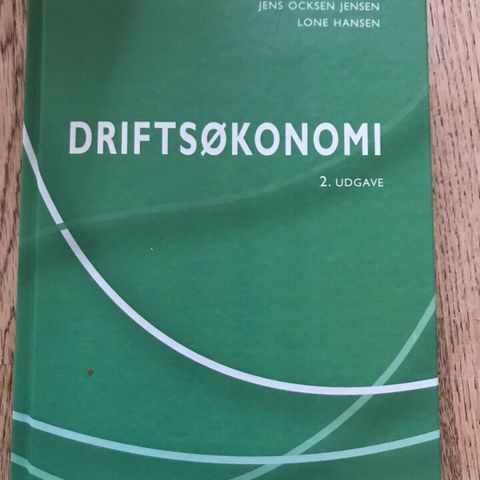 JENS OCKSEN JENSEN
LONE HANSEN
DRIFTSØKONOMI
2. UDGAVE